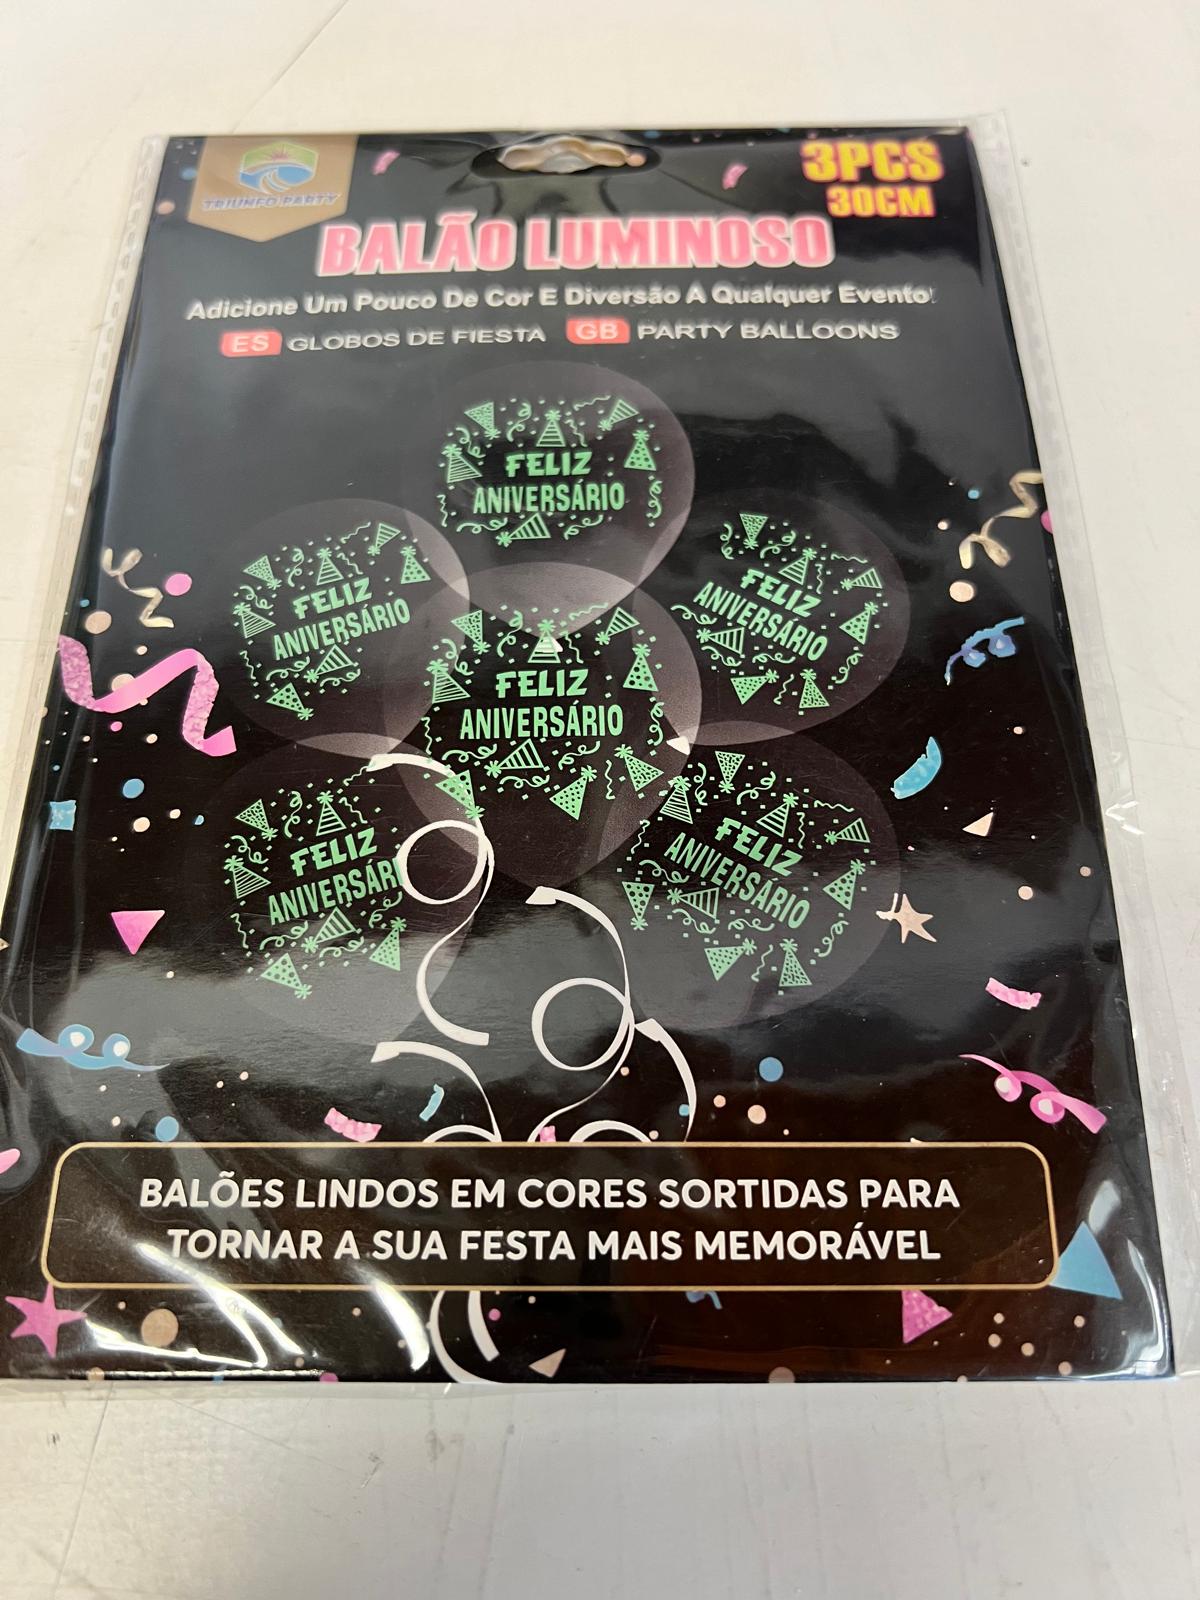 TRIUNFO PARTY
3PCS
30CM
BALÃO LUMINOSO
Adicione Um Pouco De Cor E Diversão A Qualquer Evento!
ES GLOBOS DE FIESTA GB PARTY BALLOONS
FELIZ
ANIVERSÁRIO
FELIZ
ANIVERSÁRIO
FELIZ
ANIVERSÁRIO
FELIZ
ANIVERSÁRIO
FELIZ
ANIVERSÁRI
FELIZ
ANIVERSÁRIO
BALÕES LINDOS EM CORES SORTIDAS PARA
TORNAR A SUA FESTA MAIS MEMORÁVEL